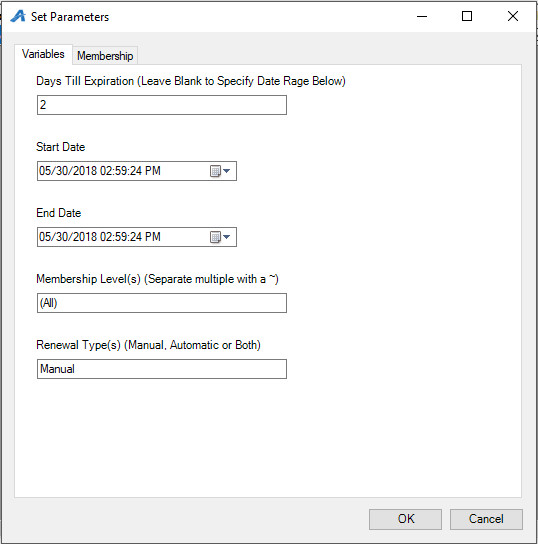 Set Parameters
Variables
Membership
Days Till Expiration (Leave Blank to Specify Date Rage Below)
2
Start Date
05/30/2018 02:59:24 PM
End Date
05/30/2018 02:59:24 PM
Membership Level(s) (Separate multiple with a ~)
(All)
Renewal Type(s) (Manual, Automatic or Both)
Manual
OK
Cancel